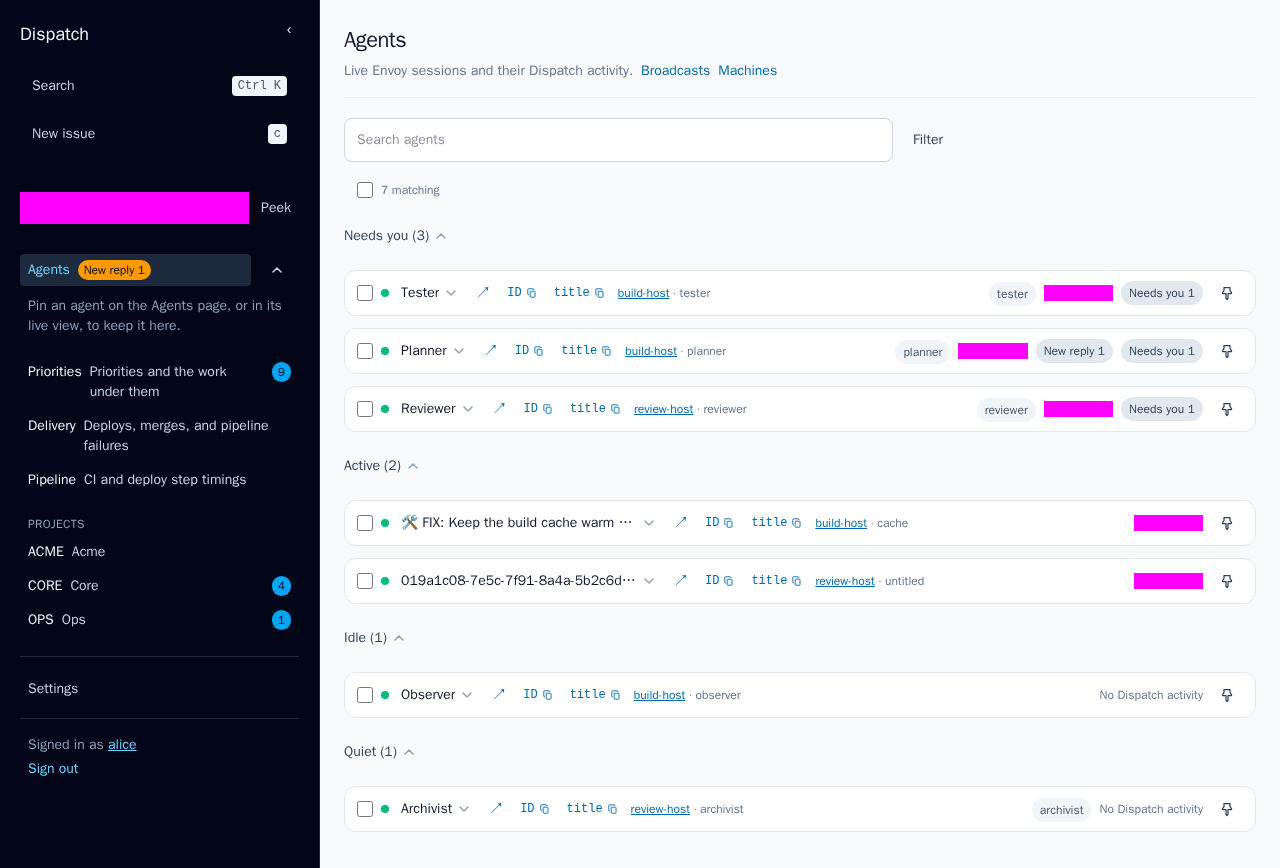 Dispatch
Search Ctrl K
New issue C
Peek
Agents New reply 1
Pin an agent on the Agents page, or in its
live view, to keep it here.
Priorities Priorities and the work 9
under them
Delivery Deploys, merges, and pipeline
failures
Pipeline CI and deploy step timings
PROJECTS
ACME Acme
CORE Core 4
OPS Ops 1
Settings
Signed in as alice
Sign out
Agents
Live Envoy sessions and their Dispatch activity. Broadcasts Machines
Search agents Filter
7 matching
Needs you (3)
Tester ID title build-host · tester tester Needs you 1
Planner ID title build-host · planner planner New reply 1 Needs you 1
Reviewer ID title review-host · reviewer reviewer Needs you 1
Active (2)
🛠️ FIX: Keep the build cache warm … ID title build-host · cache
019a1c08-7e5c-7f91-8a4a-5b2c6d… ID title review-host · untitled
Idle (1)
Observer ID title build-host · observer No Dispatch activity
Quiet (1)
Archivist ID title review-host · archivist archivist No Dispatch activity